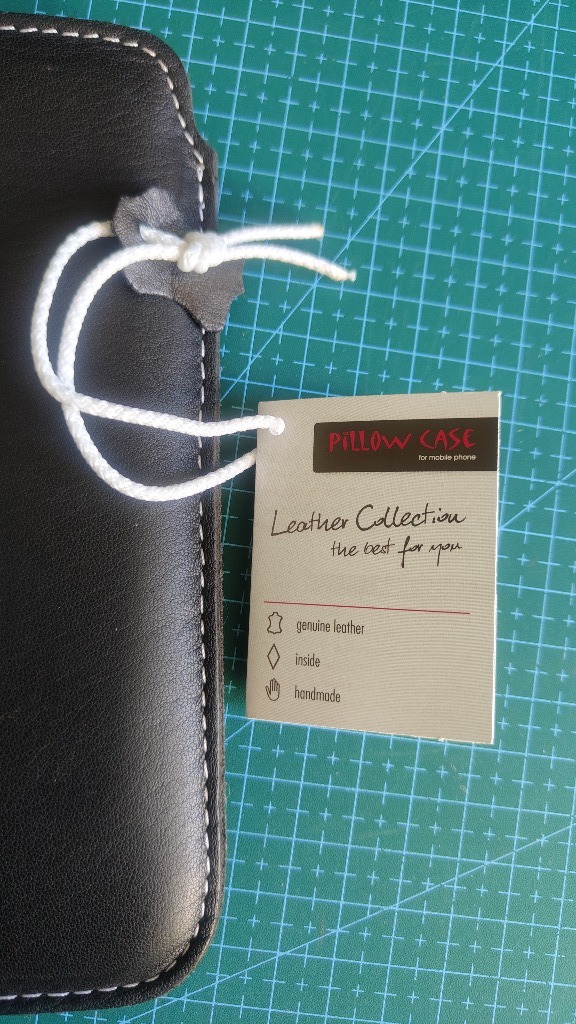 PiLLOW CASE
for mobile phone
Leather Collection
the best for you
genuine leather
inside
handmade